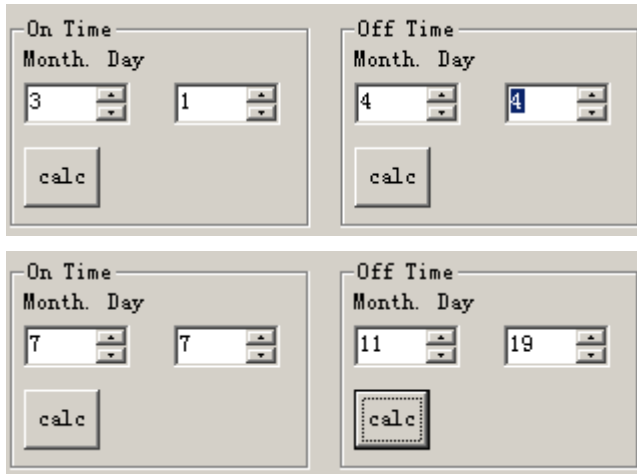 On Time Off Time
Month. Day Month. Day
3 1 4 4
calc calc
On Time Off Time
Month. Day Month. Day
7 7 11 19
calc calc